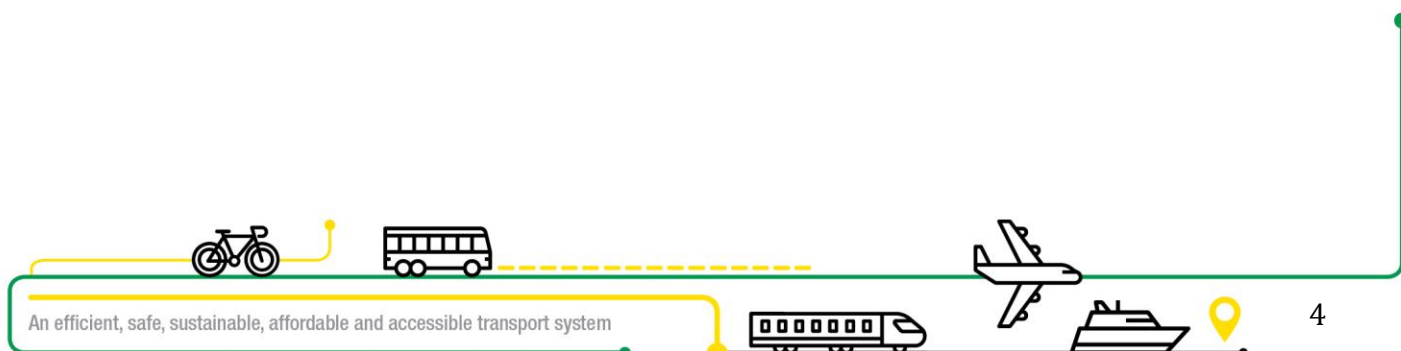 An efficient, safe, sustainable, affordable and accessible transport system
4